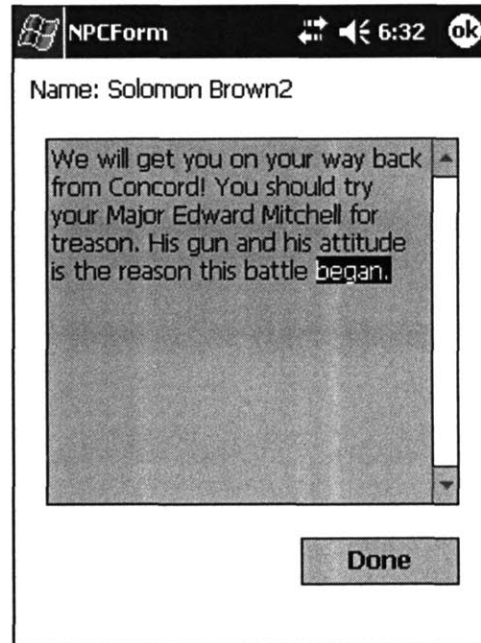 NPCForm 6:32 ok
Name: Solomon Brown2
We will get you on your way back
from Concord! You should try
your Major Edward Mitchell for
treason. His gun and his attitude
is the reason this battle began.
Done